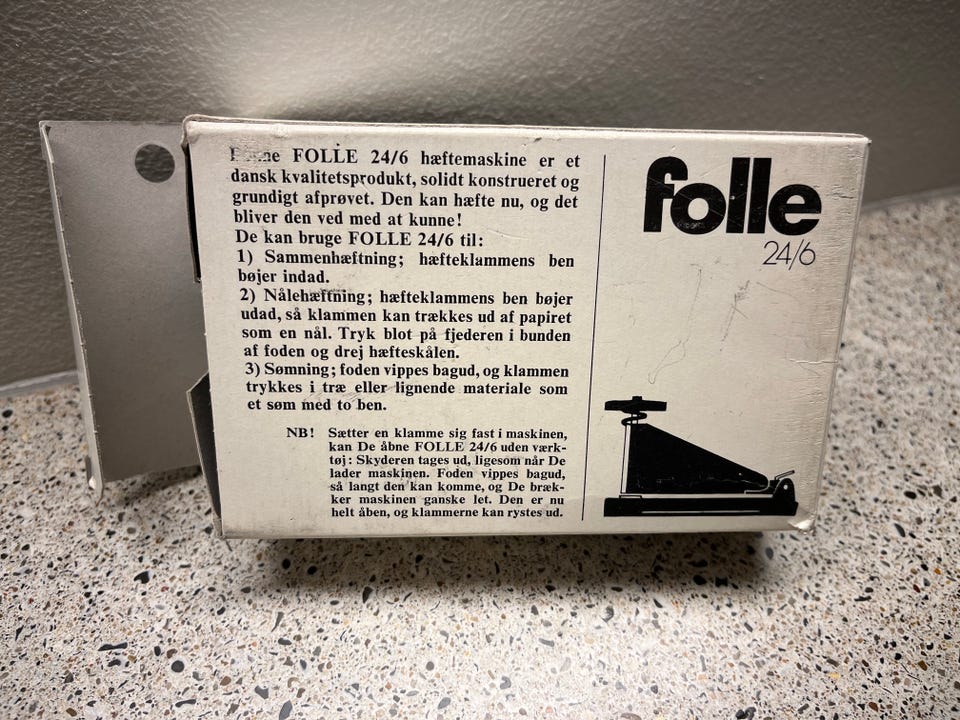 FOLLE 24/6 hæftemaskine er et
dansk kvalitetsprodukt, solidt konstrueret og
grundigt afprøvet. Den kan hæfte nu, og det
bliver den ved med at kunne!
De kan bruge FOLLE 24/6 til:
1) Sammenhæftning; hæfteklammens ben
bøjer indad.
2) Nålehæftning; hæfteklammens ben bøjer
udad, så klammen kan trækkes ud af papiret
som en nål. Tryk blot på fjederen i bunden
af foden og drej hæfteskålen.
3) Sømning; foden vippes bagud, og klammen
trykkes i træ eller lignende materiale som
et søm med to ben.
NB! Sætter en klamme sig fast i maskinen,
kan De åbne FOLLE 24/6 uden værk-
tøj: Skyderen tages ud, ligesom når De
lader maskinen. Foden vippes bagud,
så langt den kan komme, og De bræk-
ker maskinen ganske let. Den er nu
helt åben, og klammerne kan rystes ud.
folle
24/6